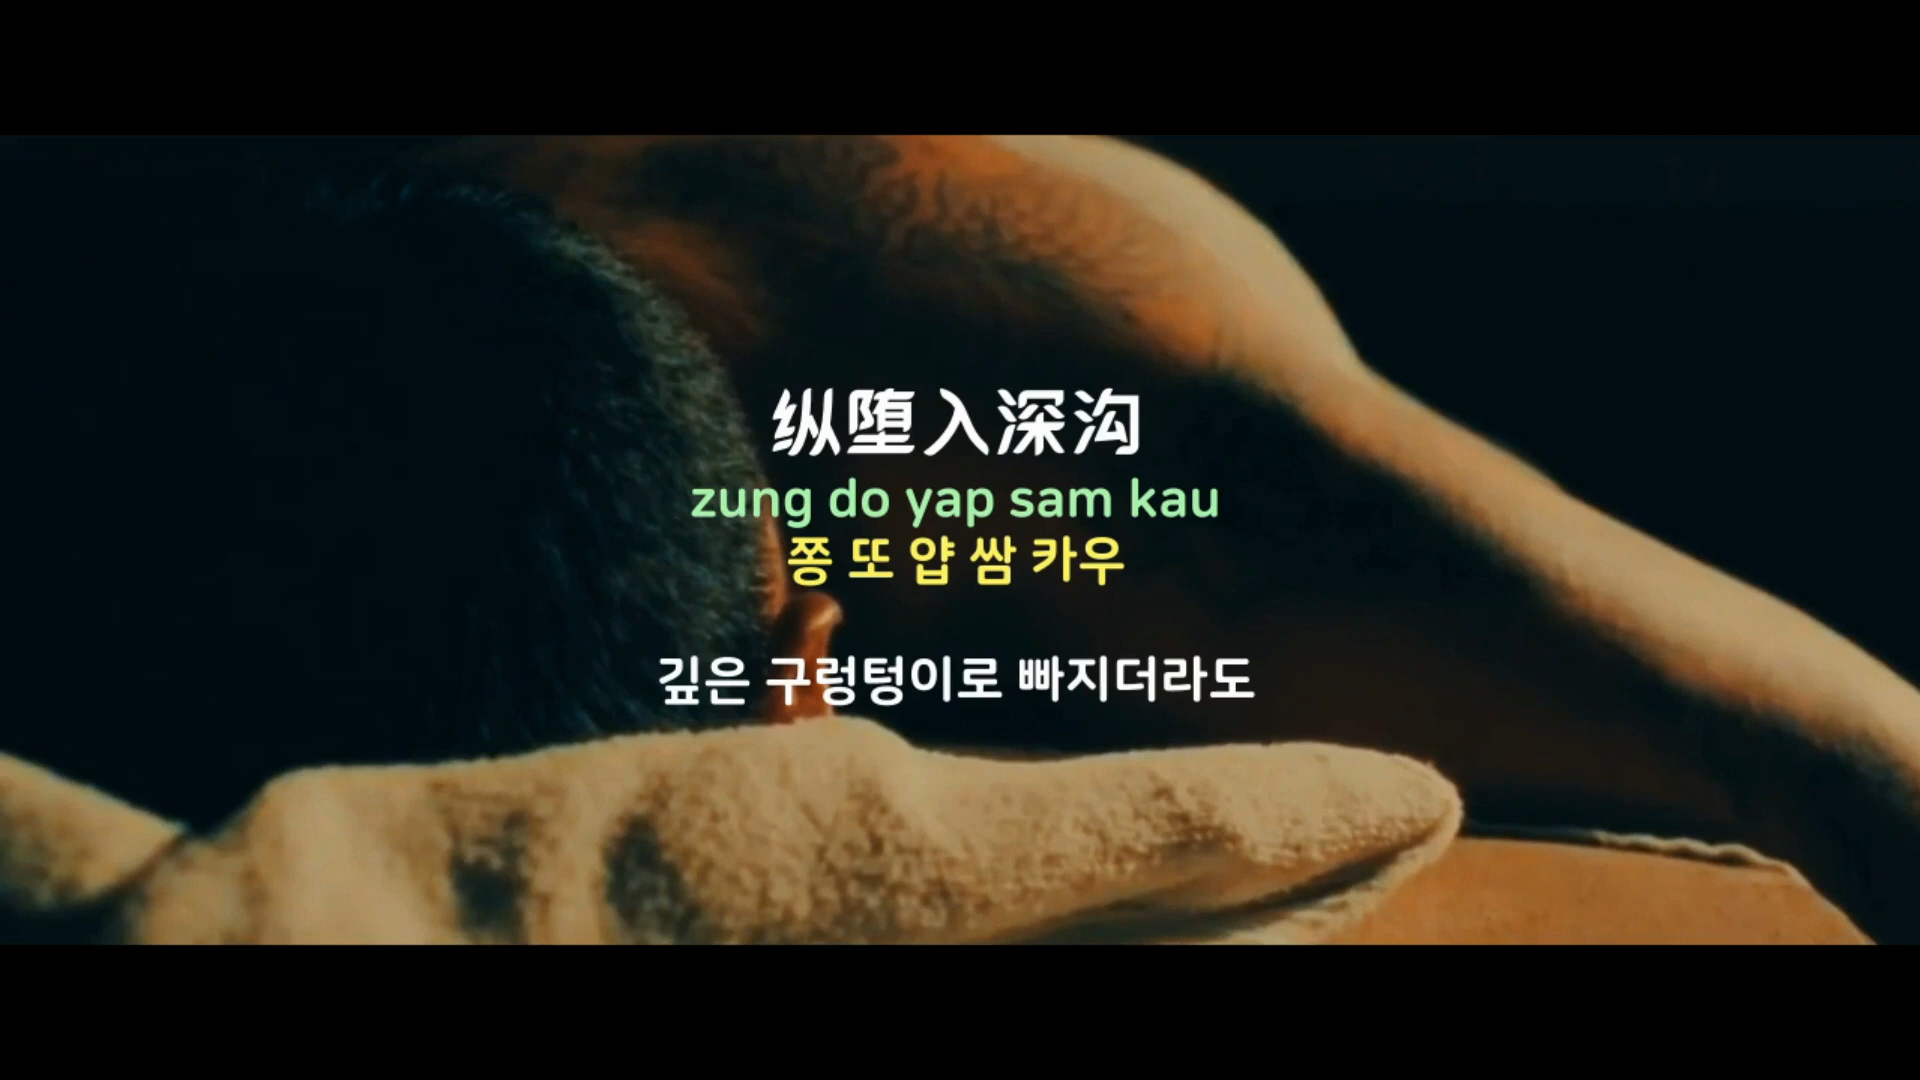 纵堕入深沟
zung do yap sam kau
쫑 또 얍 쌈 카우
깊은 구렁텅이로 빠지더라도